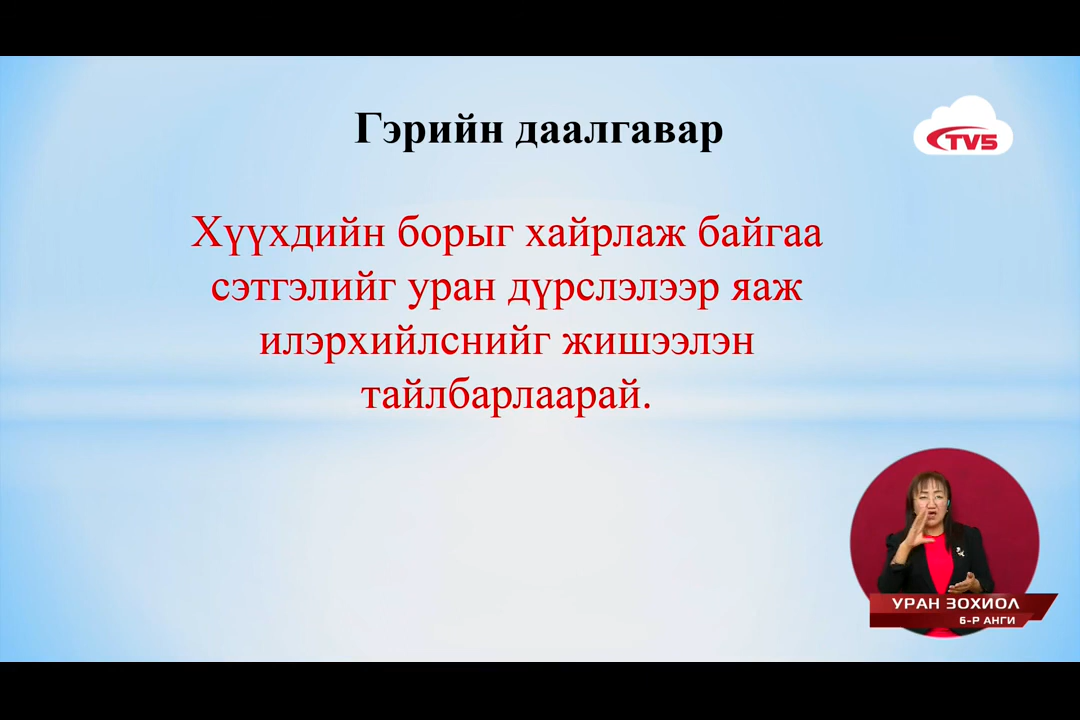 Гэрийн даалгавар
TV5
Хүүхдийн борыг хайрлаж байгаа
сэтгэлийг уран дүрслэлээр яаж
илэрхийлснийг жишээлэн
тайлбарлаарай.
УРАН ЗОХИОЛ
6-Р АНГИ